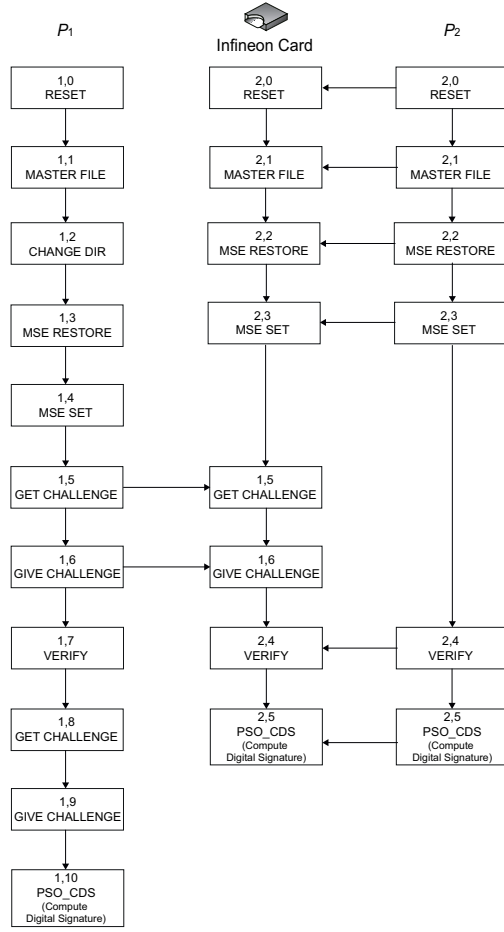 P1
Infineon Card
P2
1,0
RESET
1,1
MASTER FILE
1,2
CHANGE DIR
1,3
MSE RESTORE
1,4
MSE SET
1,5
GET CHALLENGE
1,6
GIVE CHALLENGE
1,7
VERIFY
1,8
GET CHALLENGE
1,9
GIVE CHALLENGE
1,10
PSO_CDS
(Compute
Digital Signature)
2,0
RESET
2,1
MASTER FILE
2,2
MSE RESTORE
2,3
MSE SET
1,5
GET CHALLENGE
1,6
GIVE CHALLENGE
2,4
VERIFY
2,5
PSO_CDS
(Compute
Digital Signature)
2,0
RESET
2,1
MASTER FILE
2,2
MSE RESTORE
2,3
MSE SET
2,4
VERIFY
2,5
PSO_CDS
(Compute
Digital Signature)